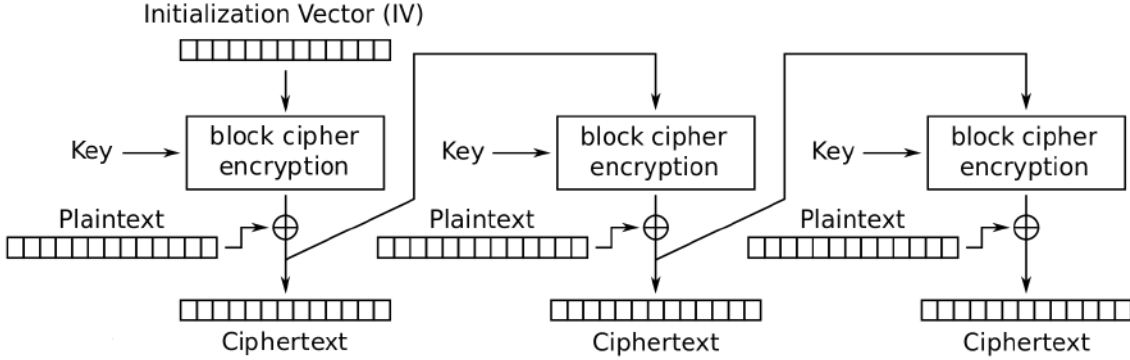 Initialization Vector (IV)
Key
block cipher
encryption
Key
block cipher
encryption
Key
block cipher
encryption
Plaintext
Plaintext
Plaintext
Ciphertext
Ciphertext
Ciphertext